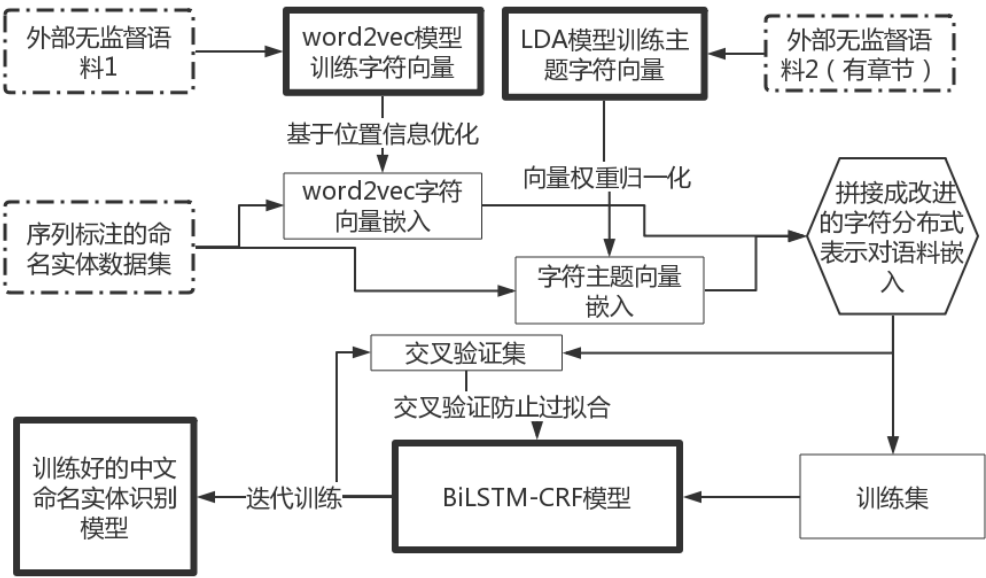 外部无监督语
料1
word2vec模型
训练字符向量
LDA模型训练主
题字符向量
外部无监督语
料2（有章节）
基于位置信息优化
向量权重归一化
序列标注的命
名实体数据集
word2vec字符
向量嵌入
字符主题向量
嵌入
拼接成改进
的字符分布式
表示对语料嵌
入
交叉验证集
交叉验证防止过拟合
训练好的中文
命名实体识别
模型
迭代训练
BiLSTM-CRF模型
训练集